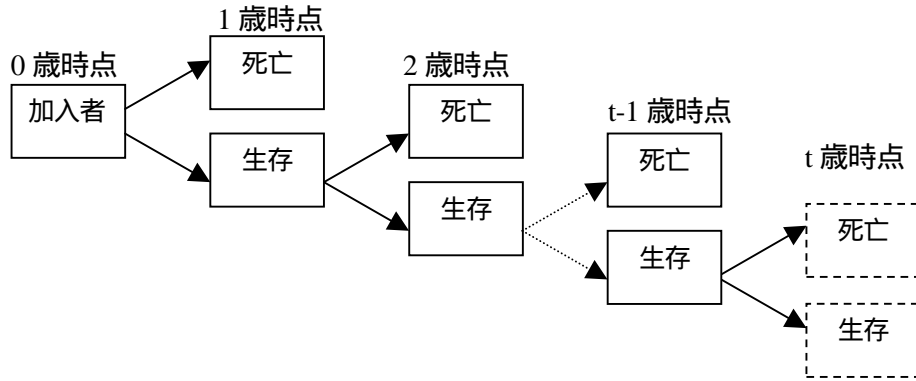 0 歳時点
加入者
1 歳時点
死亡
生存
2 歳時点
死亡
生存
t-1 歳時点
死亡
生存
t 歳時点
死亡
生存